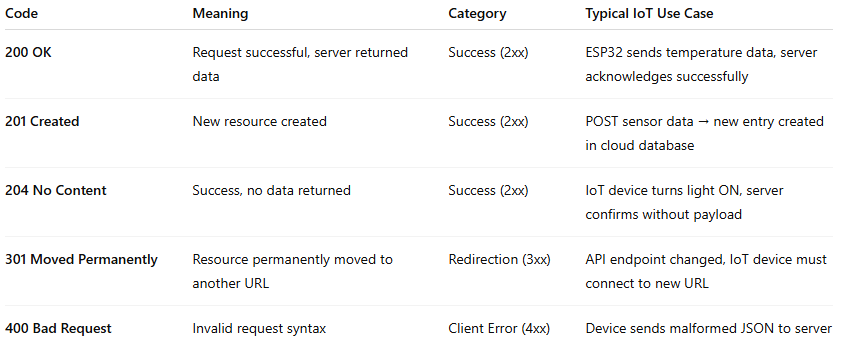 Code Meaning Category Typical IoT Use Case
200 OK Request successful, server returned Success (2xx) ESP32 sends temperature data, server
data acknowledges successfully
201 Created New resource created Success (2xx) POST sensor data → new entry created
in cloud database
204 No Content Success, no data returned Success (2xx) IoT device turns light ON, server
confirms without payload
301 Moved Permanently Resource permanently moved to Redirection (3xx) API endpoint changed, IoT device must
another URL connect to new URL
400 Bad Request Invalid request syntax Client Error (4xx) Device sends malformed JSON to server